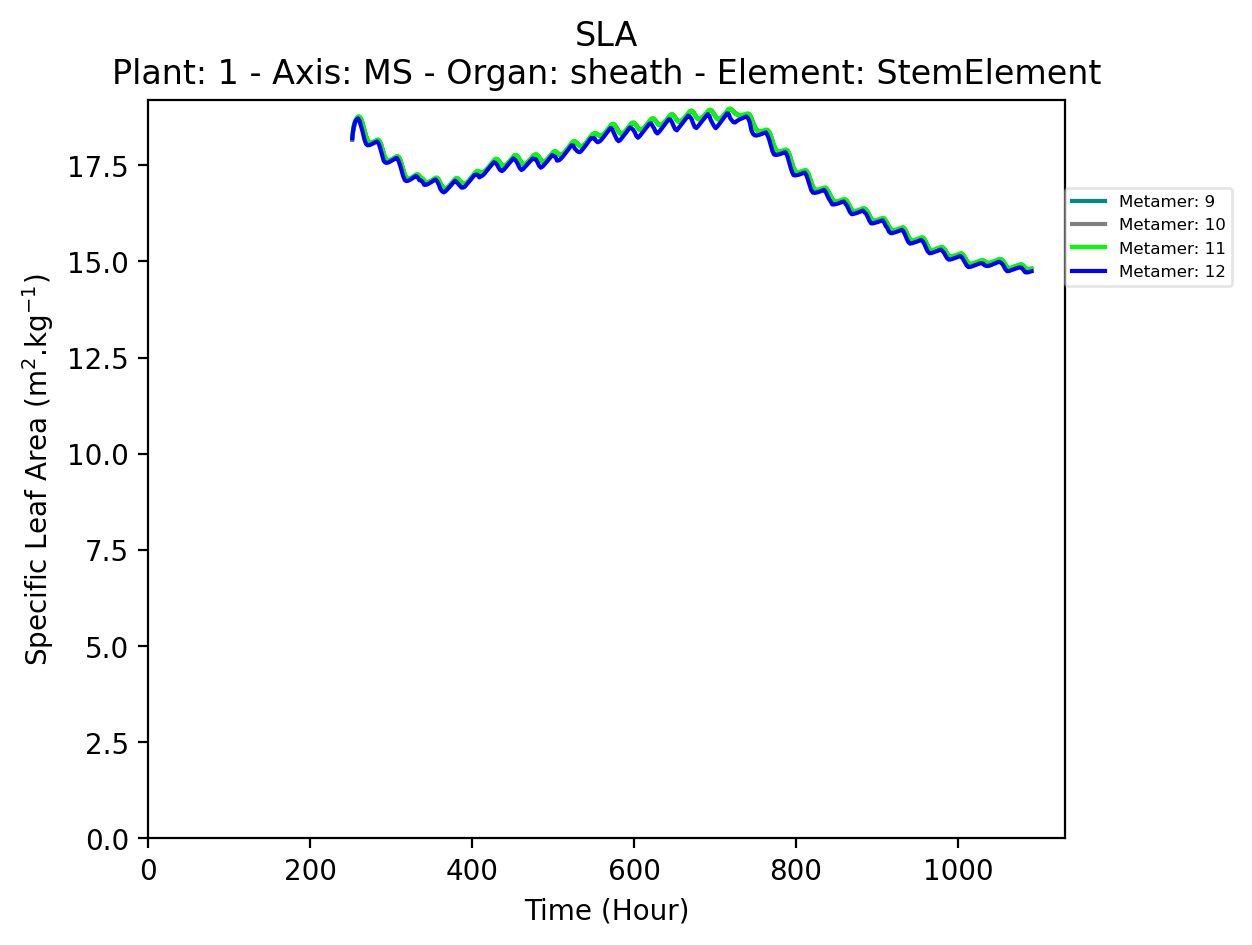 SLA
Plant: 1 - Axis: MS - Organ: sheath - Element: StemElement
Specific Leaf Area (m².kg⁻¹)
17.5
15.0
12.5
10.0
7.5
5.0
2.5
0.0
0 200 400 600 800 1000
Time (Hour)
Metamer: 9
Metamer: 10
Metamer: 11
Metamer: 12